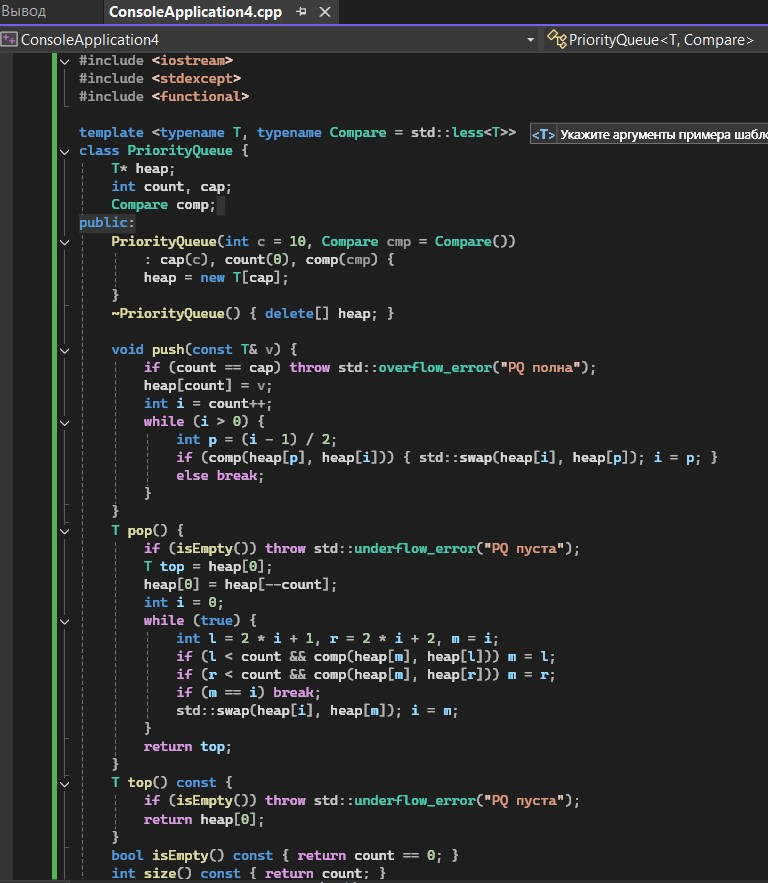 Вывод
ConsoleApplication4.cpp
ConsoleApplication4
PriorityQueue<T, Compare>
#include <iostream>
#include <stdexcept>
#include <functional>
template <typename T, typename Compare = std::less<T>>
<T> Укажите аргументы примера шабло
class PriorityQueue {
T* heap;
int count, cap;
Compare comp;
public:
PriorityQueue(int c = 10, Compare cmp = Compare())
: cap(c), count(0), comp(cmp) {
heap = new T[cap];
}
~PriorityQueue() { delete[] heap; }
void push(const T& v) {
if (count == cap) throw std::overflow_error("PQ полна");
heap[count] = v;
int i = count++;
while (i > 0) {
int p = (i - 1) / 2;
if (comp(heap[p], heap[i])) { std::swap(heap[i], heap[p]); i = p; }
else break;
}
}
T pop() {
if (isEmpty()) throw std::underflow_error("PQ пуста");
T top = heap[0];
heap[0] = heap[--count];
int i = 0;
while (true) {
int l = 2 * i + 1, r = 2 * i + 2, m = i;
if (l < count && comp(heap[m], heap[l])) m = l;
if (r < count && comp(heap[m], heap[r])) m = r;
if (m == i) break;
std::swap(heap[i], heap[m]); i = m;
}
return top;
}
T top() const {
if (isEmpty()) throw std::underflow_error("PQ пуста");
return heap[0];
}
bool isEmpty() const { return count == 0; }
int size() const { return count; }